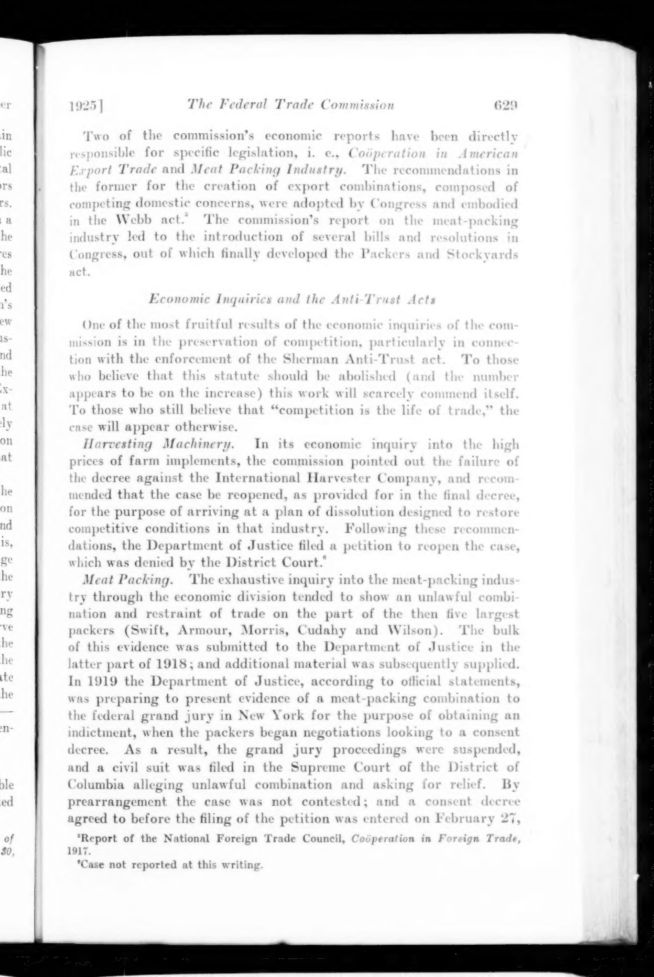 1925] The Federal Trade Commission 629
Two of the commission's economic reports have been directly
responsible for specific legislation, i. e., Coöperation in American
Export Trade and Meat Packing Industry. The recommendations in
the former for the creation of export combinations, composed of
competing domestic concerns, were adopted by Congress and embodied
in the Webb act. The commission's report on the meat-packing
industry led to the introduction of several bills and resolutions in
Congress, out of which finally developed the Packers and Stockyards
act.
Economic Inquiries and the Anti-Trust Acts
One of the most fruitful results of the economic inquiries of the com-
mission is in the preservation of competition, particularly in connec-
tion with the enforcement of the Sherman Anti-Trust act. To those
who believe that this statute should be abolished (and the number
appears to be on the increase) this work will scarcely commend itself.
To those who still believe that "competition is the life of trade," the
case will appear otherwise.
Harvesting Machinery. In its economic inquiry into the high
prices of farm implements, the commission pointed out the failure of
the decree against the International Harvester Company, and recom-
mended that the case be reopened, as provided for in the final decree,
for the purpose of arriving at a plan of dissolution designed to restore
competitive conditions in that industry. Following these recommen-
dations, the Department of Justice filed a petition to reopen the case,
which was denied by the District Court.
Meat Packing. The exhaustive inquiry into the meat-packing indus-
try through the economic division tended to show an unlawful combi-
nation and restraint of trade on the part of the then five largest
packers (Swift, Armour, Morris, Cudahy and Wilson). The bulk
of this evidence was submitted to the Department of Justice in the
latter part of 1918; and additional material was subsequently supplied.
In 1919 the Department of Justice, according to official statements,
was preparing to present evidence of a meat-packing combination to
the federal grand jury in New York for the purpose of obtaining an
indictment, when the packers began negotiations looking to a consent
decree. As a result, the grand jury proceedings were suspended,
and a civil suit was filed in the Supreme Court of the District of
Columbia alleging unlawful combination and asking for relief. By
prearrangement the case was not contested; and a consent decree
agreed to before the filing of the petition was entered on February 27,
Report of the National Foreign Trade Council, Coöperation in Foreign Trade,
1917.
Case not reported at this writing.